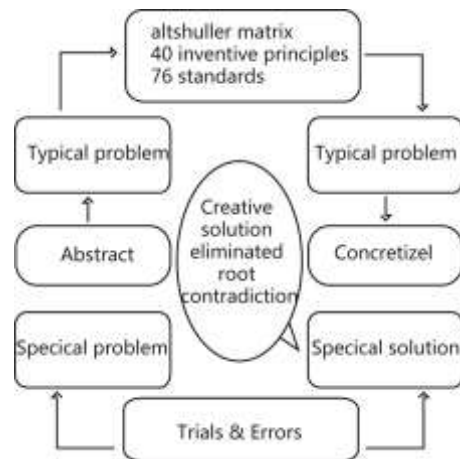 altshuller matrix
40 inventive principles
76 standards
Typical problem
Typical problem
Abstract
Creative
solution
eliminated
root
contradiction
Concretizel
Specical problem
Specical solution
Trials & Errors